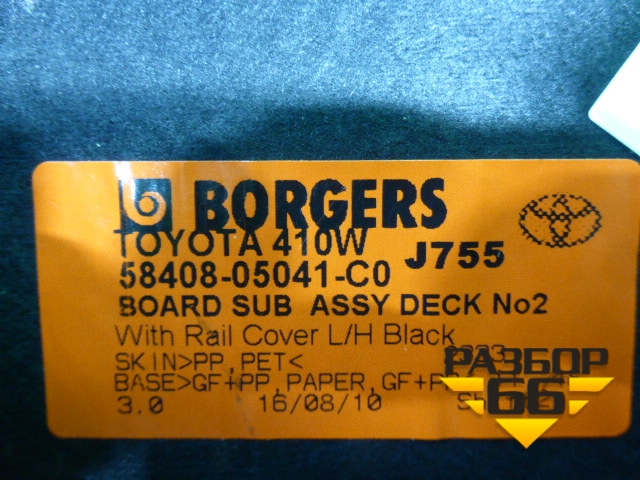 BORGERS
TOYOTA 410W
J755
58408-05041-C0
BOARD SUB ASSY DECK No2
With Rail Cover L/H Black
SKIN>PP,PET<
РАЗБОР
BASE>GF+PP,PAPER,GF+
66
3.0 16/08/10